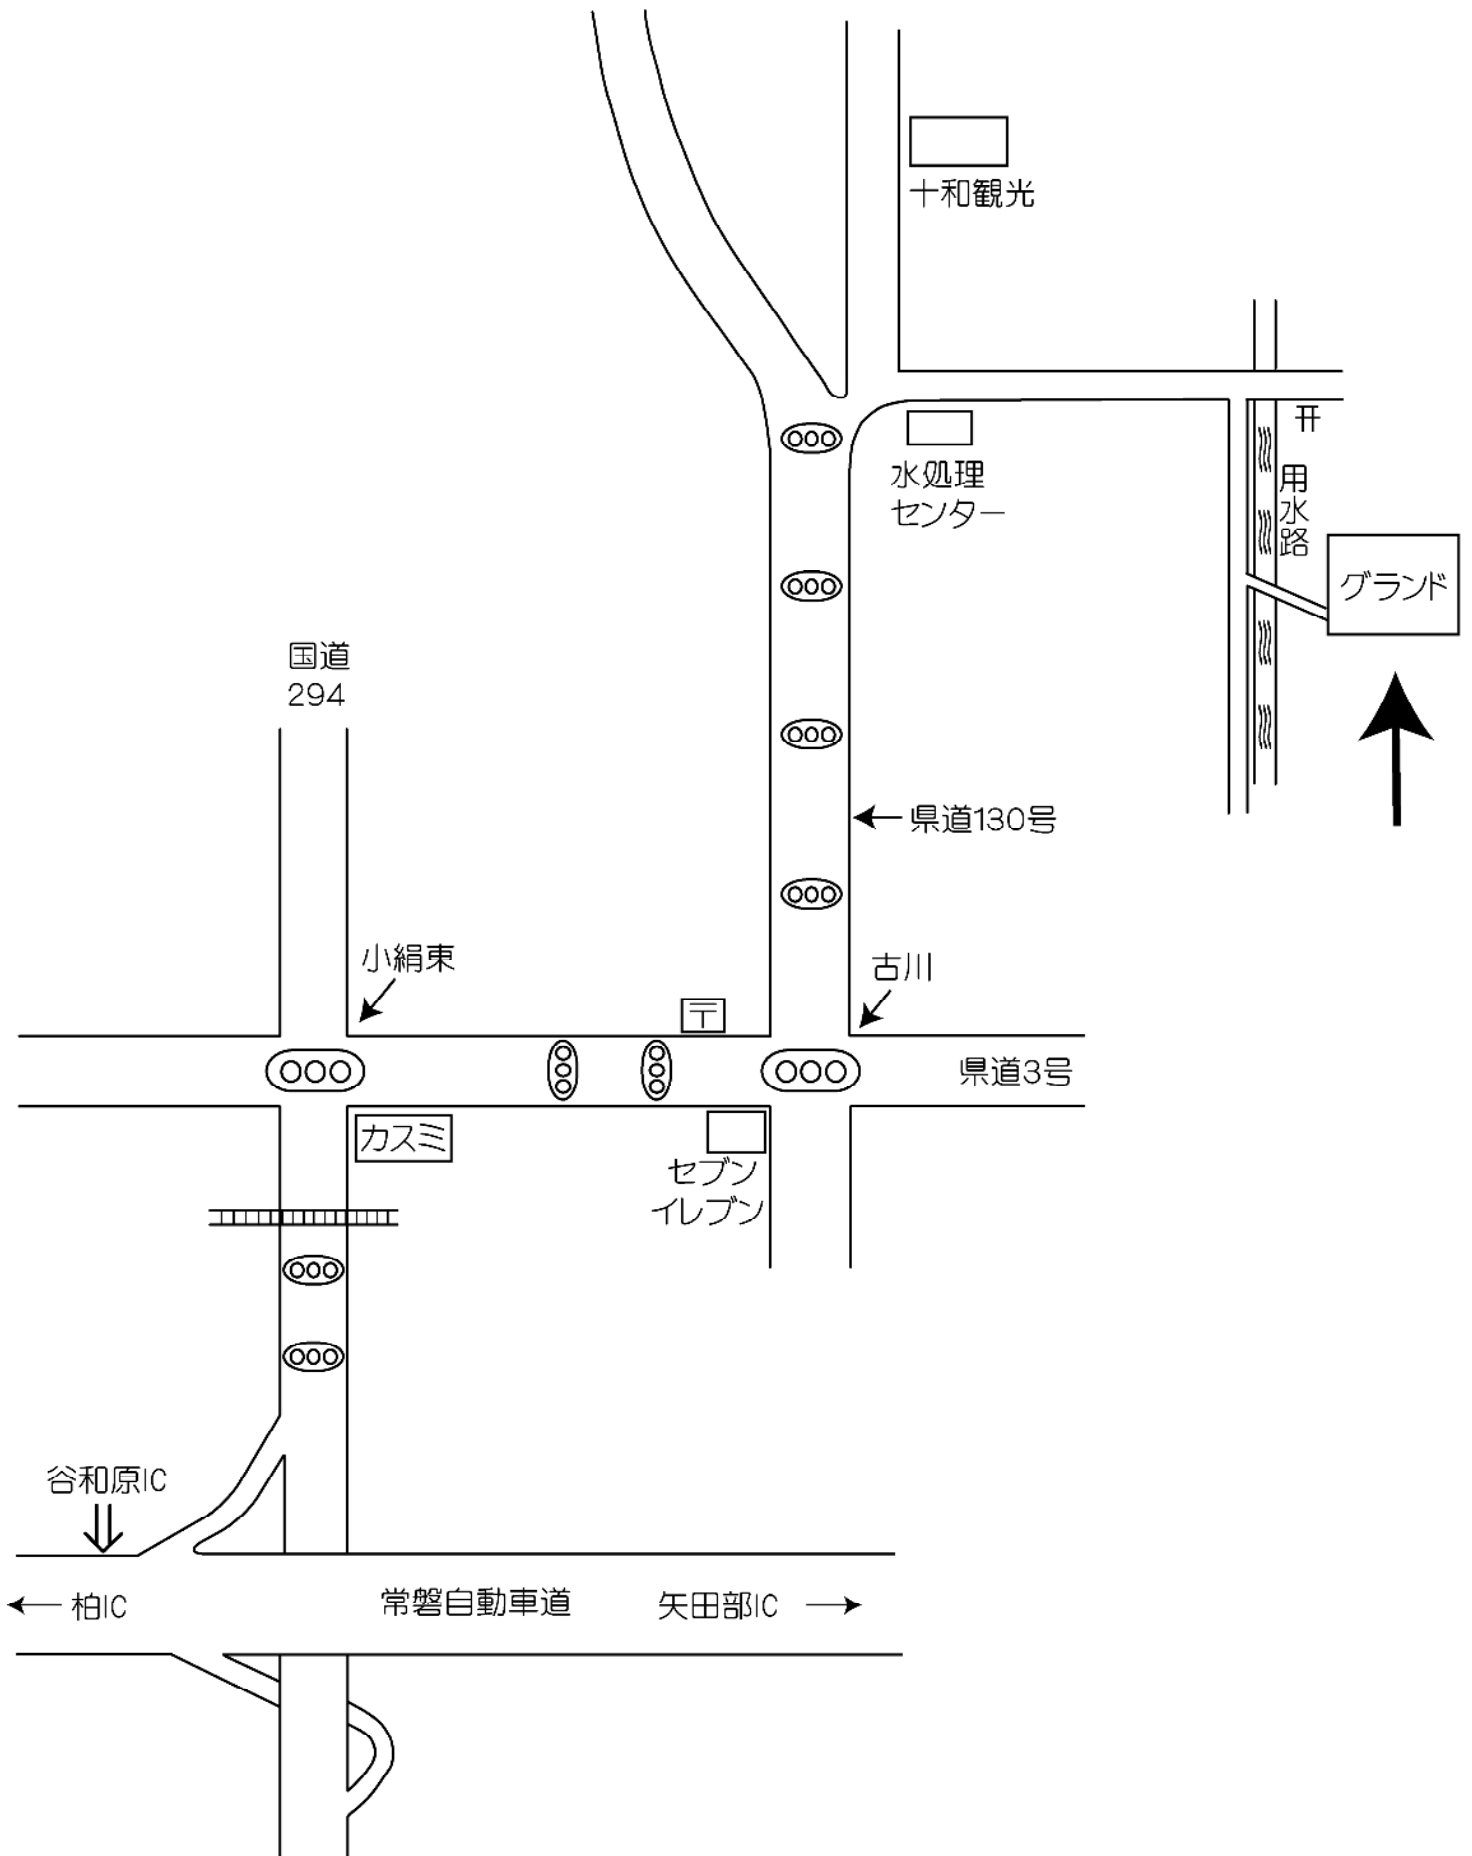 十和観光
水処理
センター
用水路
グランド
国道
294
県道130号
小絹東
古川
〒
県道3号
カスミ
セブン
イレブン
谷和原IC
柏IC
常磐自動車道
矢田部IC